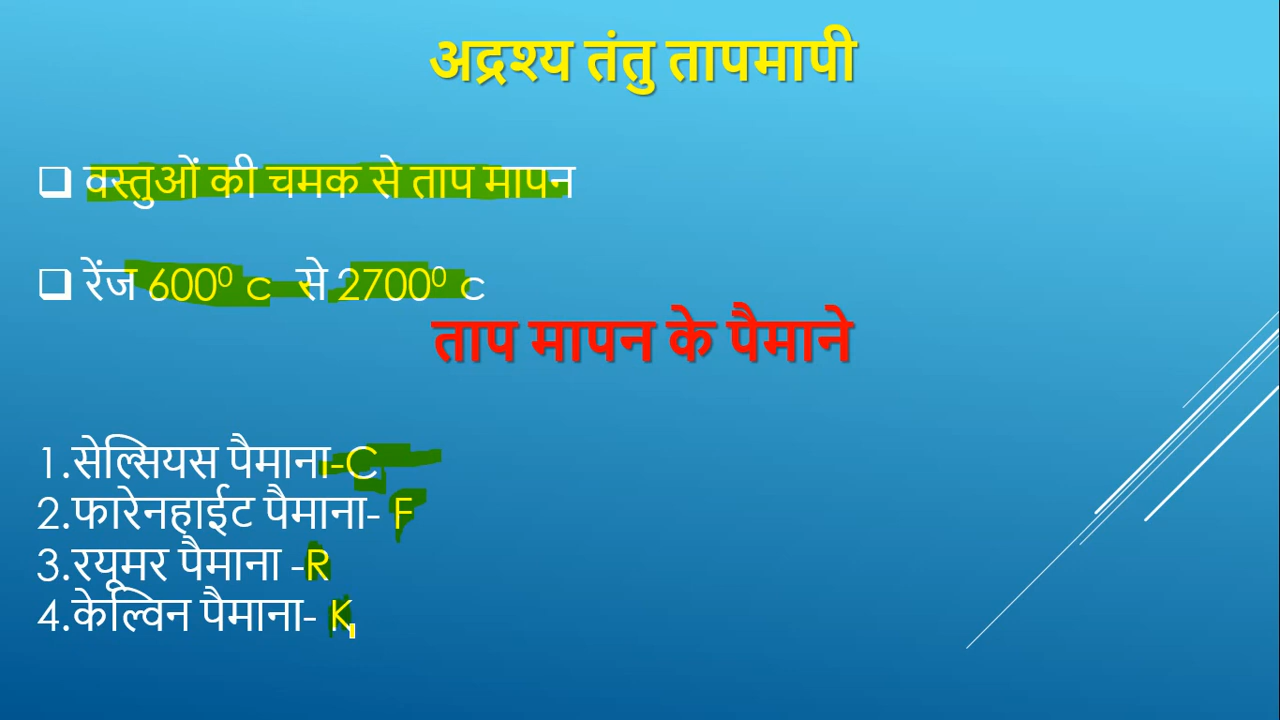 अद्रश्य तंतु तापमापी
❑ वस्तुओं की चमक से ताप मापन
❑ रेंज 600⁰ c से 2700⁰ c
ताप मापन के पैमाने
1.सेल्सियस पैमाना-C
2.फारेनहाईट पैमाना- F
3.रयूमर पैमाना -R
4.केल्विन पैमाना- K